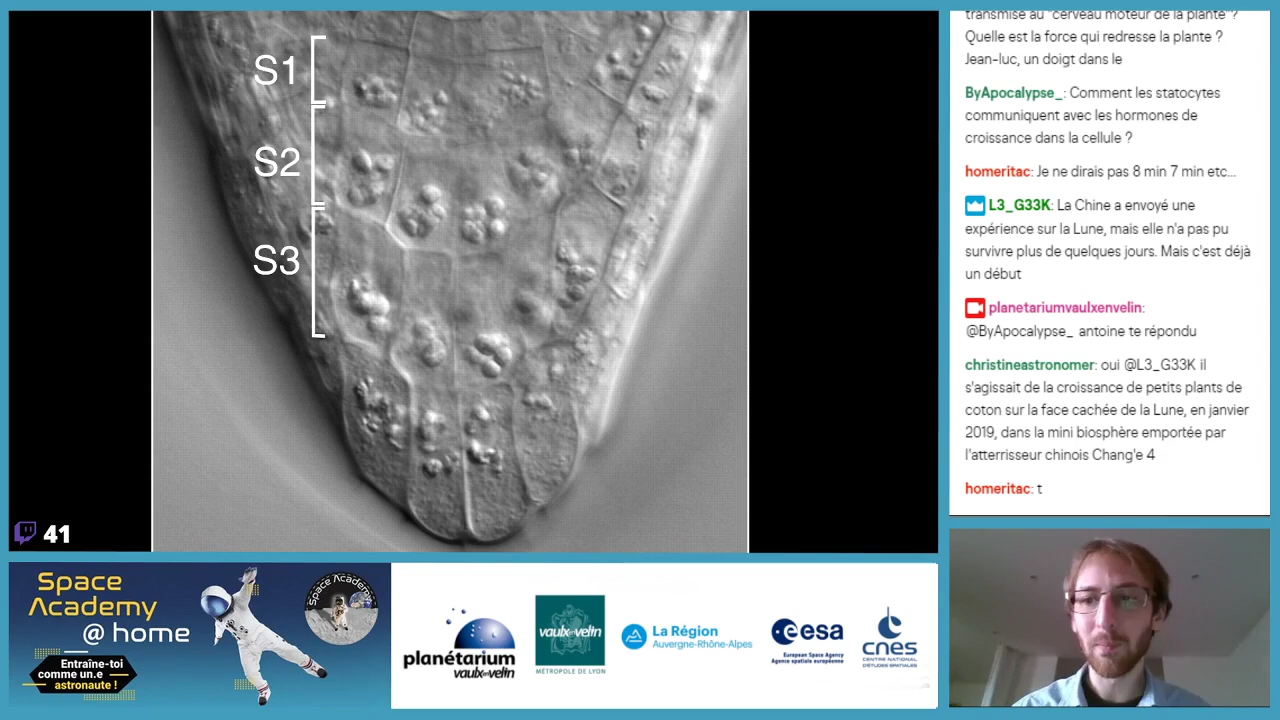 S1
S2
S3
41
transmise au "cerveau moteur de la plante"?
Quelle est la force qui redresse la plante ?
Jean-luc, un doigt dans le
ByApocalypse_: Comment les statocytes
communiquent avec les hormones de
croissance dans la cellule ?
homeritac: Je ne dirais pas 8 min 7 min etc...
L3_G33K: La Chine a envoyé une
expérience sur la Lune, mais elle n'a pas pu
survivre plus de quelques jours. Mais c'est déjà
un début
planetariumvaulxenvelin:
@ByApocalypse_ antoine te répondu
christineastronomer: oui @L3_G33K il
s'agissait de la croissance de petits plants de
coton sur la face cachée de la Lune, en janvier
2019, dans la mini biosphère emportée par
l'atterrisseur chinois Chang'e 4
homeritac: t
Space
Academy
@ home
Entraîne-toi
comme un.e
astronaute !
Space Academy
planétarium
vaulx en velin
vaulx en velin
MÉTROPOLE DE LYON
La Région
Auvergne-Rhône-Alpes
esa
European Space Agency
Agence spatiale européenne
cnes
CENTRE NATIONAL
D'ÉTUDES SPATIALES